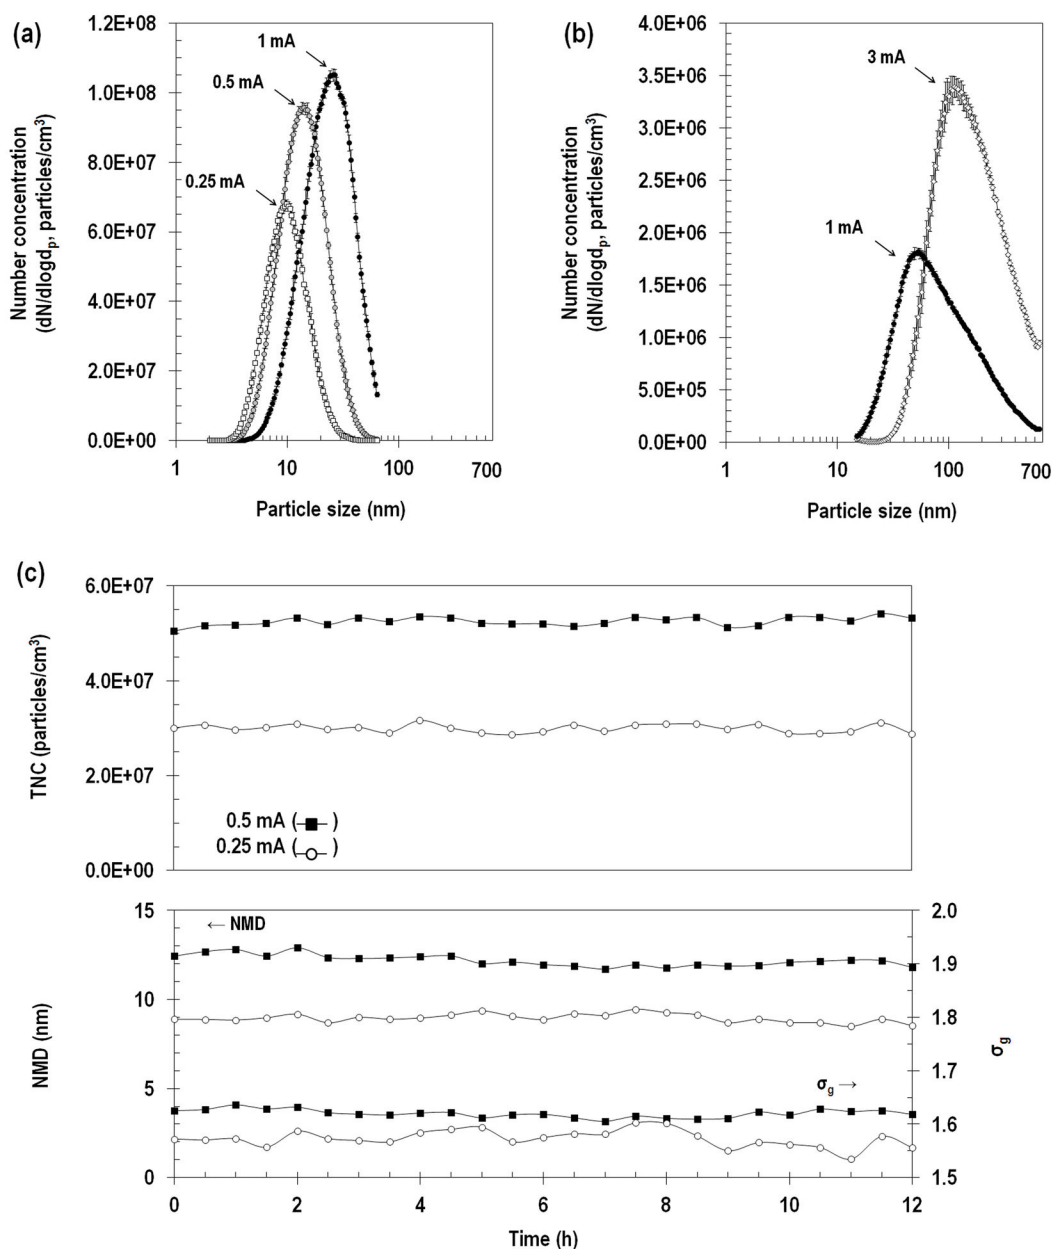 (a)
1.2E+08
1.0E+08
8.0E+07
6.0E+07
4.0E+07
2.0E+07
0.0E+00
Number concentration
(dN/dlogdₚ, particles/cm³)
1 mA
0.5 mA
0.25 mA
1 10 100 700
Particle size (nm)
(b)
4.0E+06
3.5E+06
3.0E+06
2.5E+06
2.0E+06
1.5E+06
1.0E+06
5.0E+05
0.0E+00
Number concentration
(dN/dlogdₚ, particles/cm³)
3 mA
1 mA
1 10 100 700
Particle size (nm)
(c)
6.0E+07
4.0E+07
2.0E+07
0.0E+00
TNC (particles/cm³)
0.5 mA ( )
0.25 mA ( )
15
10
5
0
NMD (nm)
← NMD
σg →
2.0
1.9
1.8
1.7
1.6
1.5
σg
0 2 4 6 8 10 12
Time (h)